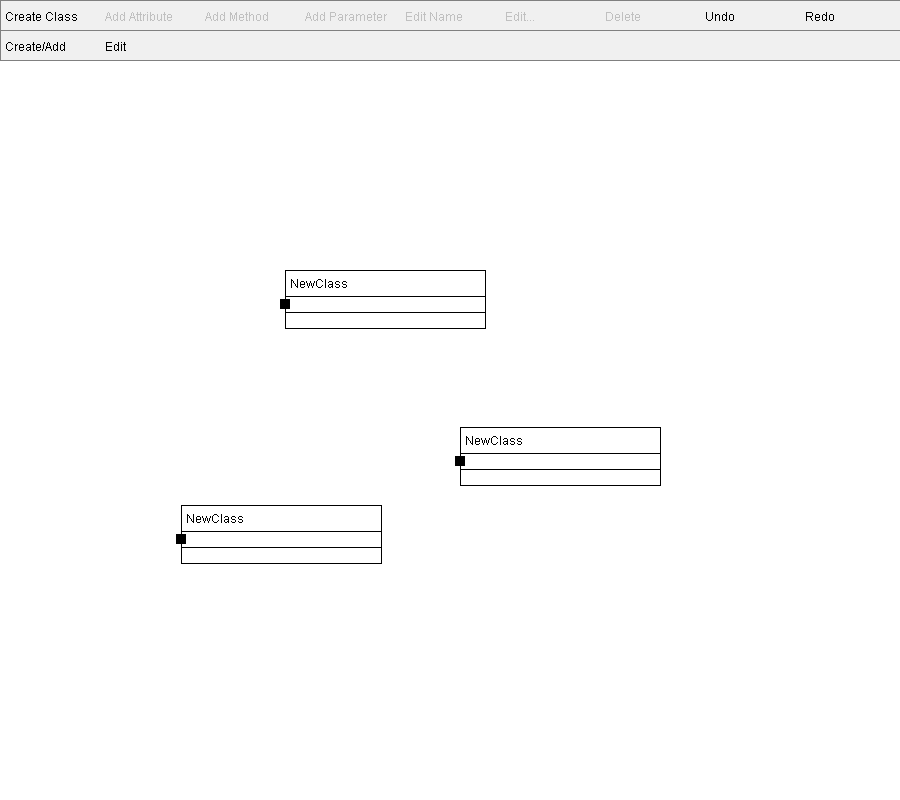 Create Class Add Attribute Add Method Add Parameter Edit Name Edit... Delete Undo Redo
Create/Add Edit
NewClass
NewClass
NewClass